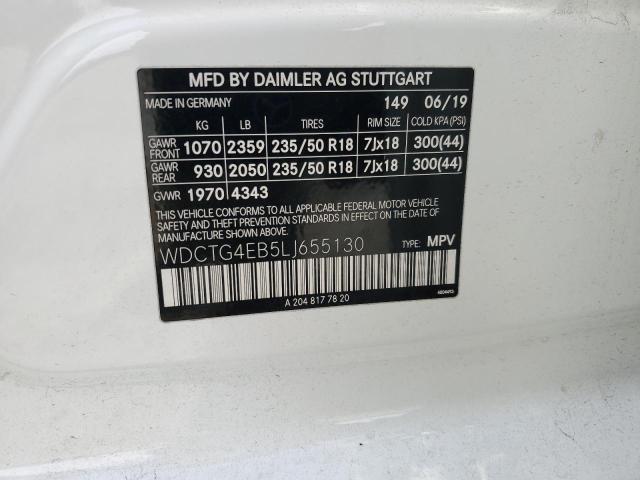 MFD BY DAIMLER AG STUTTGART
MADE IN GERMANY 149 06/19
KG LB TIRES RIM SIZE COLD KPA (PSI)
GAWR FRONT 1070 2359 235/50 R18 7Jx18 300(44)
GAWR REAR 930 2050 235/50 R18 7Jx18 300(44)
GVWR 1970 4343
THIS VEHICLE CONFORMS TO ALL APPLICABLE FEDERAL MOTOR VEHICLE
SAFETY AND THEFT PREVENTION STANDARDS IN EFFECT ON THE DATE
OF MANUFACTURE SHOWN ABOVE.
WDCTG4EB5LJ655130 TYPE: MPV
A 204 817 78 20